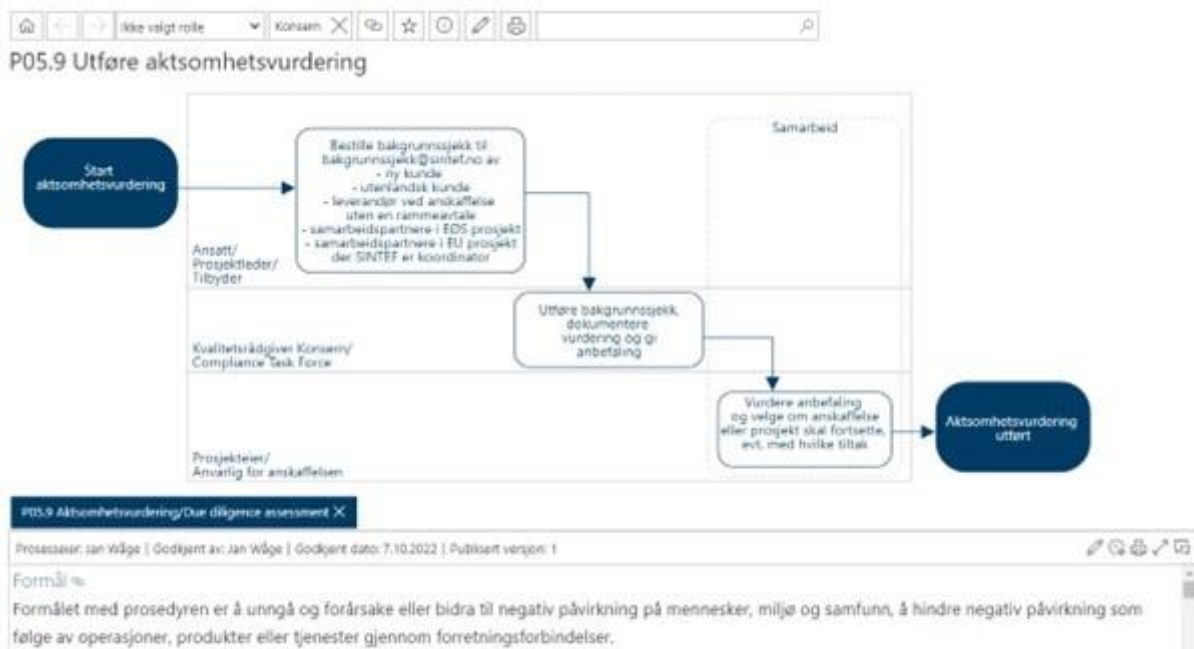 Ikke valgt rolle
Konsern
P05.9 Utføre aktsomhetsvurdering
Start
aktsomhetsvurdering
Bestille bakgrunnssjekk til
bakgrunnssjekk@sintef.no av
- ny kunde
- utenlandsk kunde
- leverandør ved anskaffelse
uten en rammeavtale
- samarbeidspartnere i EØS prosjekt
- samarbeidspartnere i EU prosjekt
der SINTEF er koordinator
Samarbeid
Ansatt/
Prosjektleder/
Tilbyder
Utføre bakgrunnssjekk,
dokumentere
vurdering og gi
anbefaling
Kvalitetsrådgiver Konsern/
Compliance Task Force
Vurdere anbefaling
og velge om anskaffelse
eller prosjekt skal fortsette,
evt. med hvilke tiltak
Aktsomhetsvurdering
utført
Prosjekteier/
Anvarlig for anskaffelsen
P05.9 Aktsomhetsvurdering/Due diligence assessment
Prosesseier: Jan Wåge | Godkjent av: Jan Wåge | Godkjent dato: 7.10.2022 | Publisert versjon: 1
Formål
Formålet med prosedyren er å unngå og forårsake eller bidra til negativ påvirkning på mennesker, miljø og samfunn, å hindre negativ påvirkning som
følge av operasjoner, produkter eller tjenester gjennom forretningsforbindelser.